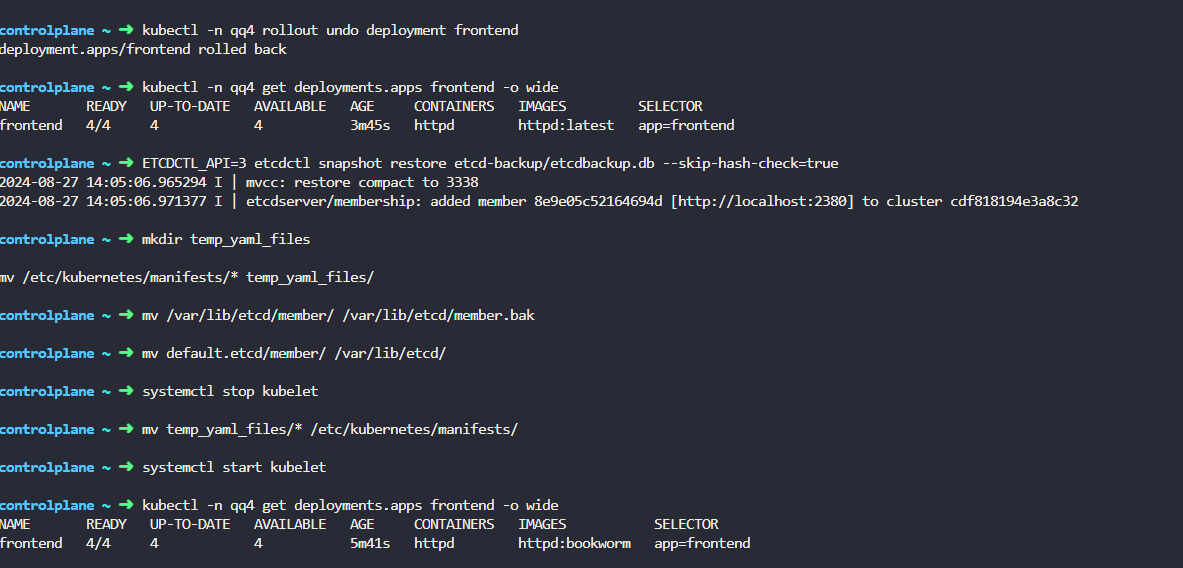 controlplane ~ ➜ kubectl -n qq4 rollout undo deployment frontend
deployment.apps/frontend rolled back
controlplane ~ ➜ kubectl -n qq4 get deployments.apps frontend -o wide
NAME READY UP-TO-DATE AVAILABLE AGE CONTAINERS IMAGES SELECTOR
frontend 4/4 4 4 3m45s httpd httpd:latest app=frontend
controlplane ~ ➜ ETCDCTL_API=3 etcdctl snapshot restore etcd-backup/etcdbackup.db --skip-hash-check=true
2024-08-27 14:05:06.965294 I | mvcc: restore compact to 3338
2024-08-27 14:05:06.971377 I | etcdserver/membership: added member 8e9e05c52164694d [http://localhost:2380] to cluster cdf818194e3a8c32
controlplane ~ ➜ mkdir temp_yaml_files
mv /etc/kubernetes/manifests/* temp_yaml_files/
controlplane ~ ➜ mv /var/lib/etcd/member/ /var/lib/etcd/member.bak
controlplane ~ ➜ mv default.etcd/member/ /var/lib/etcd/
controlplane ~ ➜ systemctl stop kubelet
controlplane ~ ➜ mv temp_yaml_files/* /etc/kubernetes/manifests/
controlplane ~ ➜ systemctl start kubelet
controlplane ~ ➜ kubectl -n qq4 get deployments.apps frontend -o wide
NAME READY UP-TO-DATE AVAILABLE AGE CONTAINERS IMAGES SELECTOR
frontend 4/4 4 4 5m41s httpd httpd:bookworm app=frontend